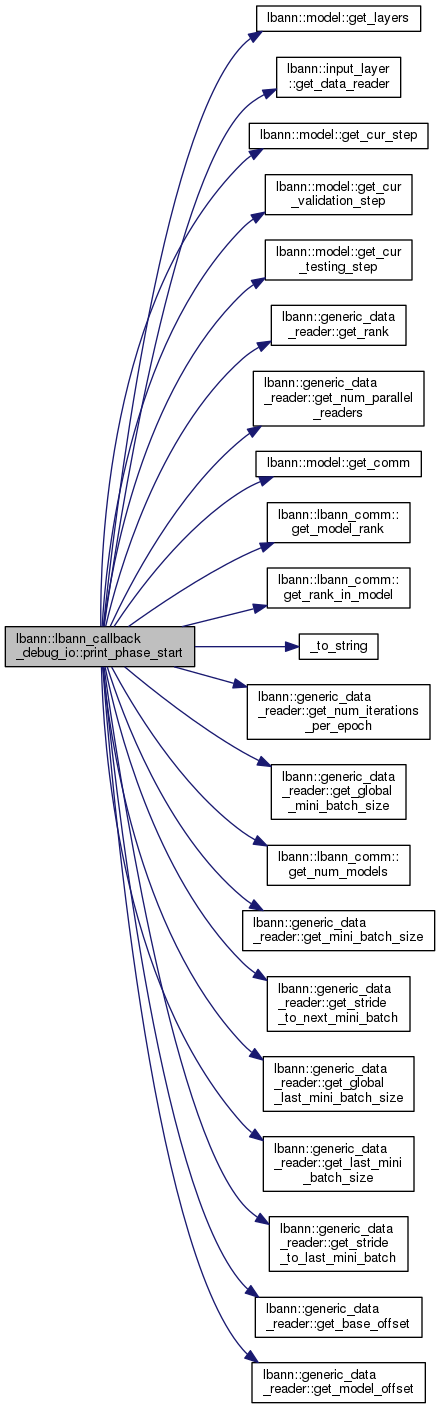 lbann::model::get_layers
lbann::input_layer
::get_data_reader
lbann::model::get_cur_step
lbann::model::get_cur
_validation_step
lbann::model::get_cur
_testing_step
lbann::generic_data
_reader::get_rank
lbann::generic_data
_reader::get_num_parallel
_readers
lbann::model::get_comm
lbann::lbann_comm::
get_model_rank
lbann::lbann_comm::
get_rank_in_model
lbann::lbann_callback
_debug_io::print_phase_start
_to_string
lbann::generic_data
_reader::get_num_iterations
_per_epoch
lbann::generic_data
_reader::get_global
_mini_batch_size
lbann::lbann_comm::
get_num_models
lbann::generic_data
_reader::get_mini_batch_size
lbann::generic_data
_reader::get_stride
_to_next_mini_batch
lbann::generic_data
_reader::get_global
_last_mini_batch_size
lbann::generic_data
_reader::get_last_mini
_batch_size
lbann::generic_data
_reader::get_stride
_to_last_mini_batch
lbann::generic_data
_reader::get_base_offset
lbann::generic_data
_reader::get_model_offset